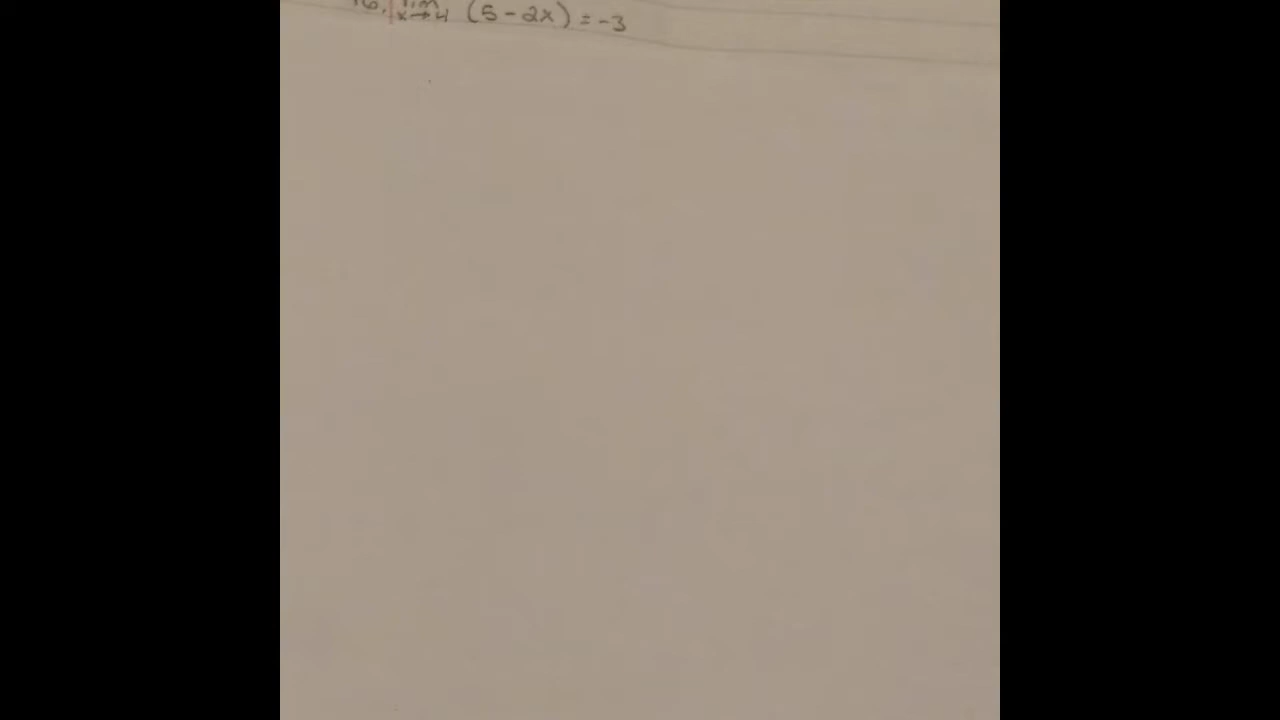 16. lim x→4 (5-2x) = -3